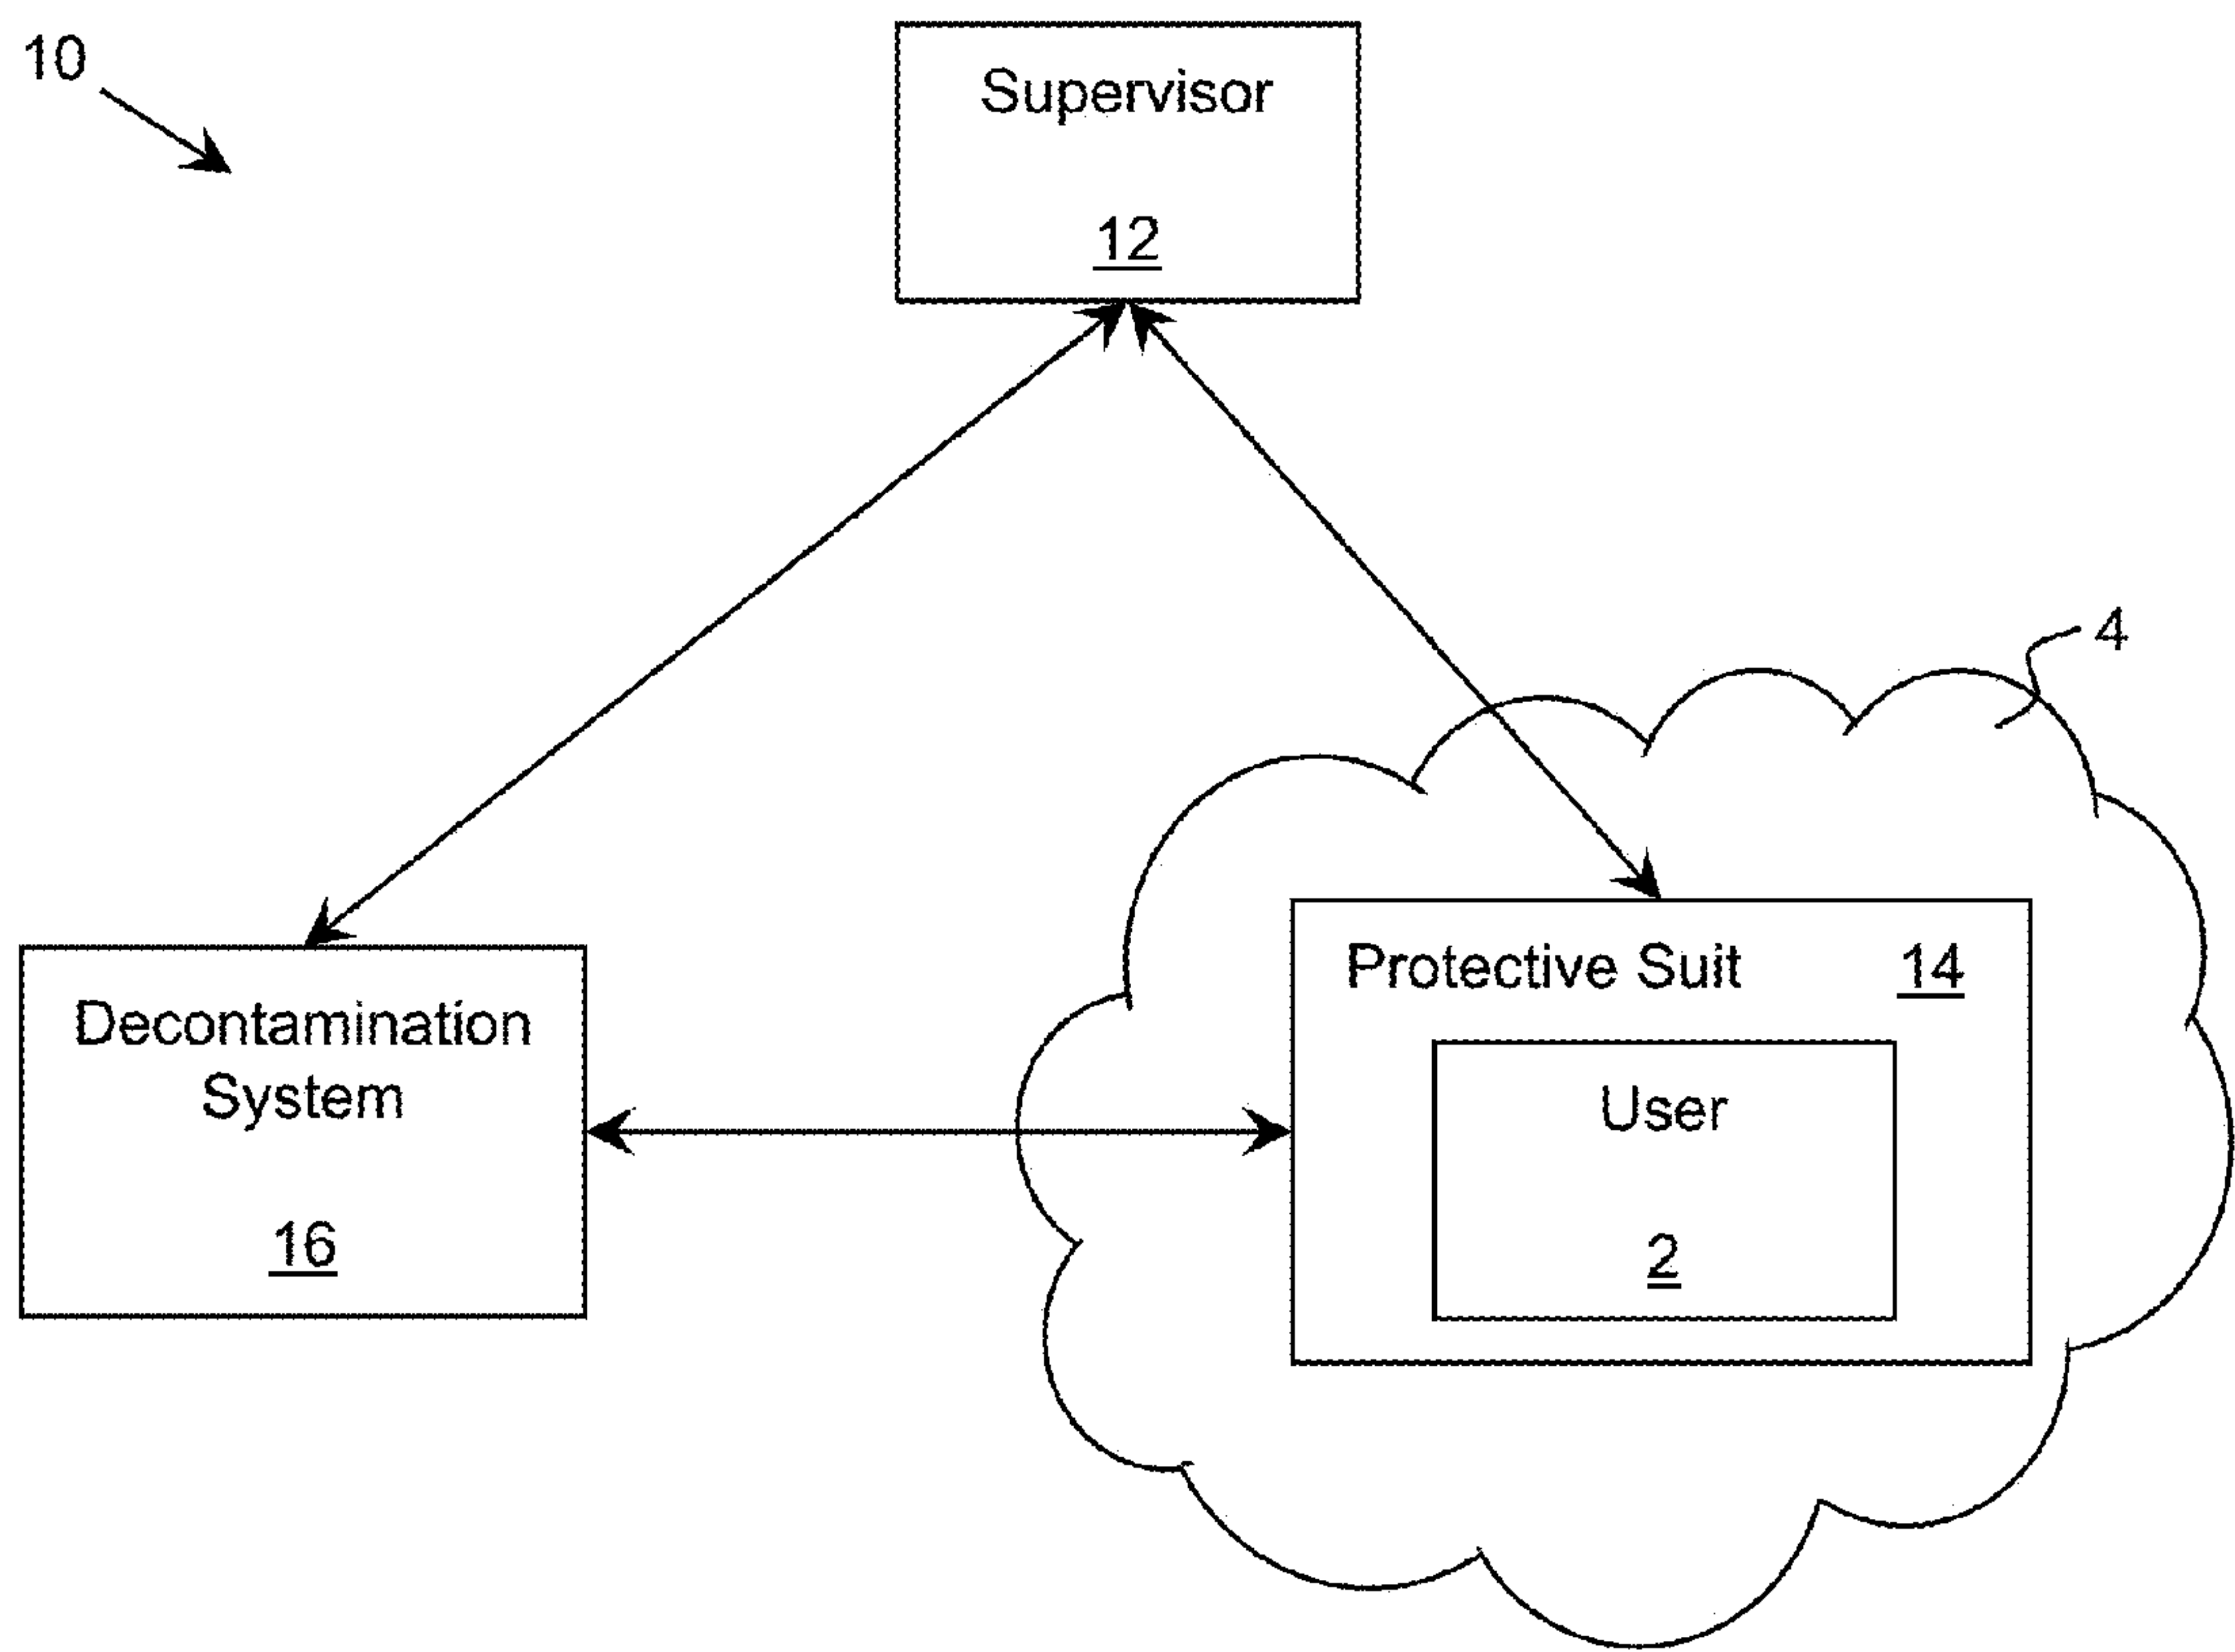 10
Supervisor
12
4
Protective Suit 14
User
2
Decontamination
System
16